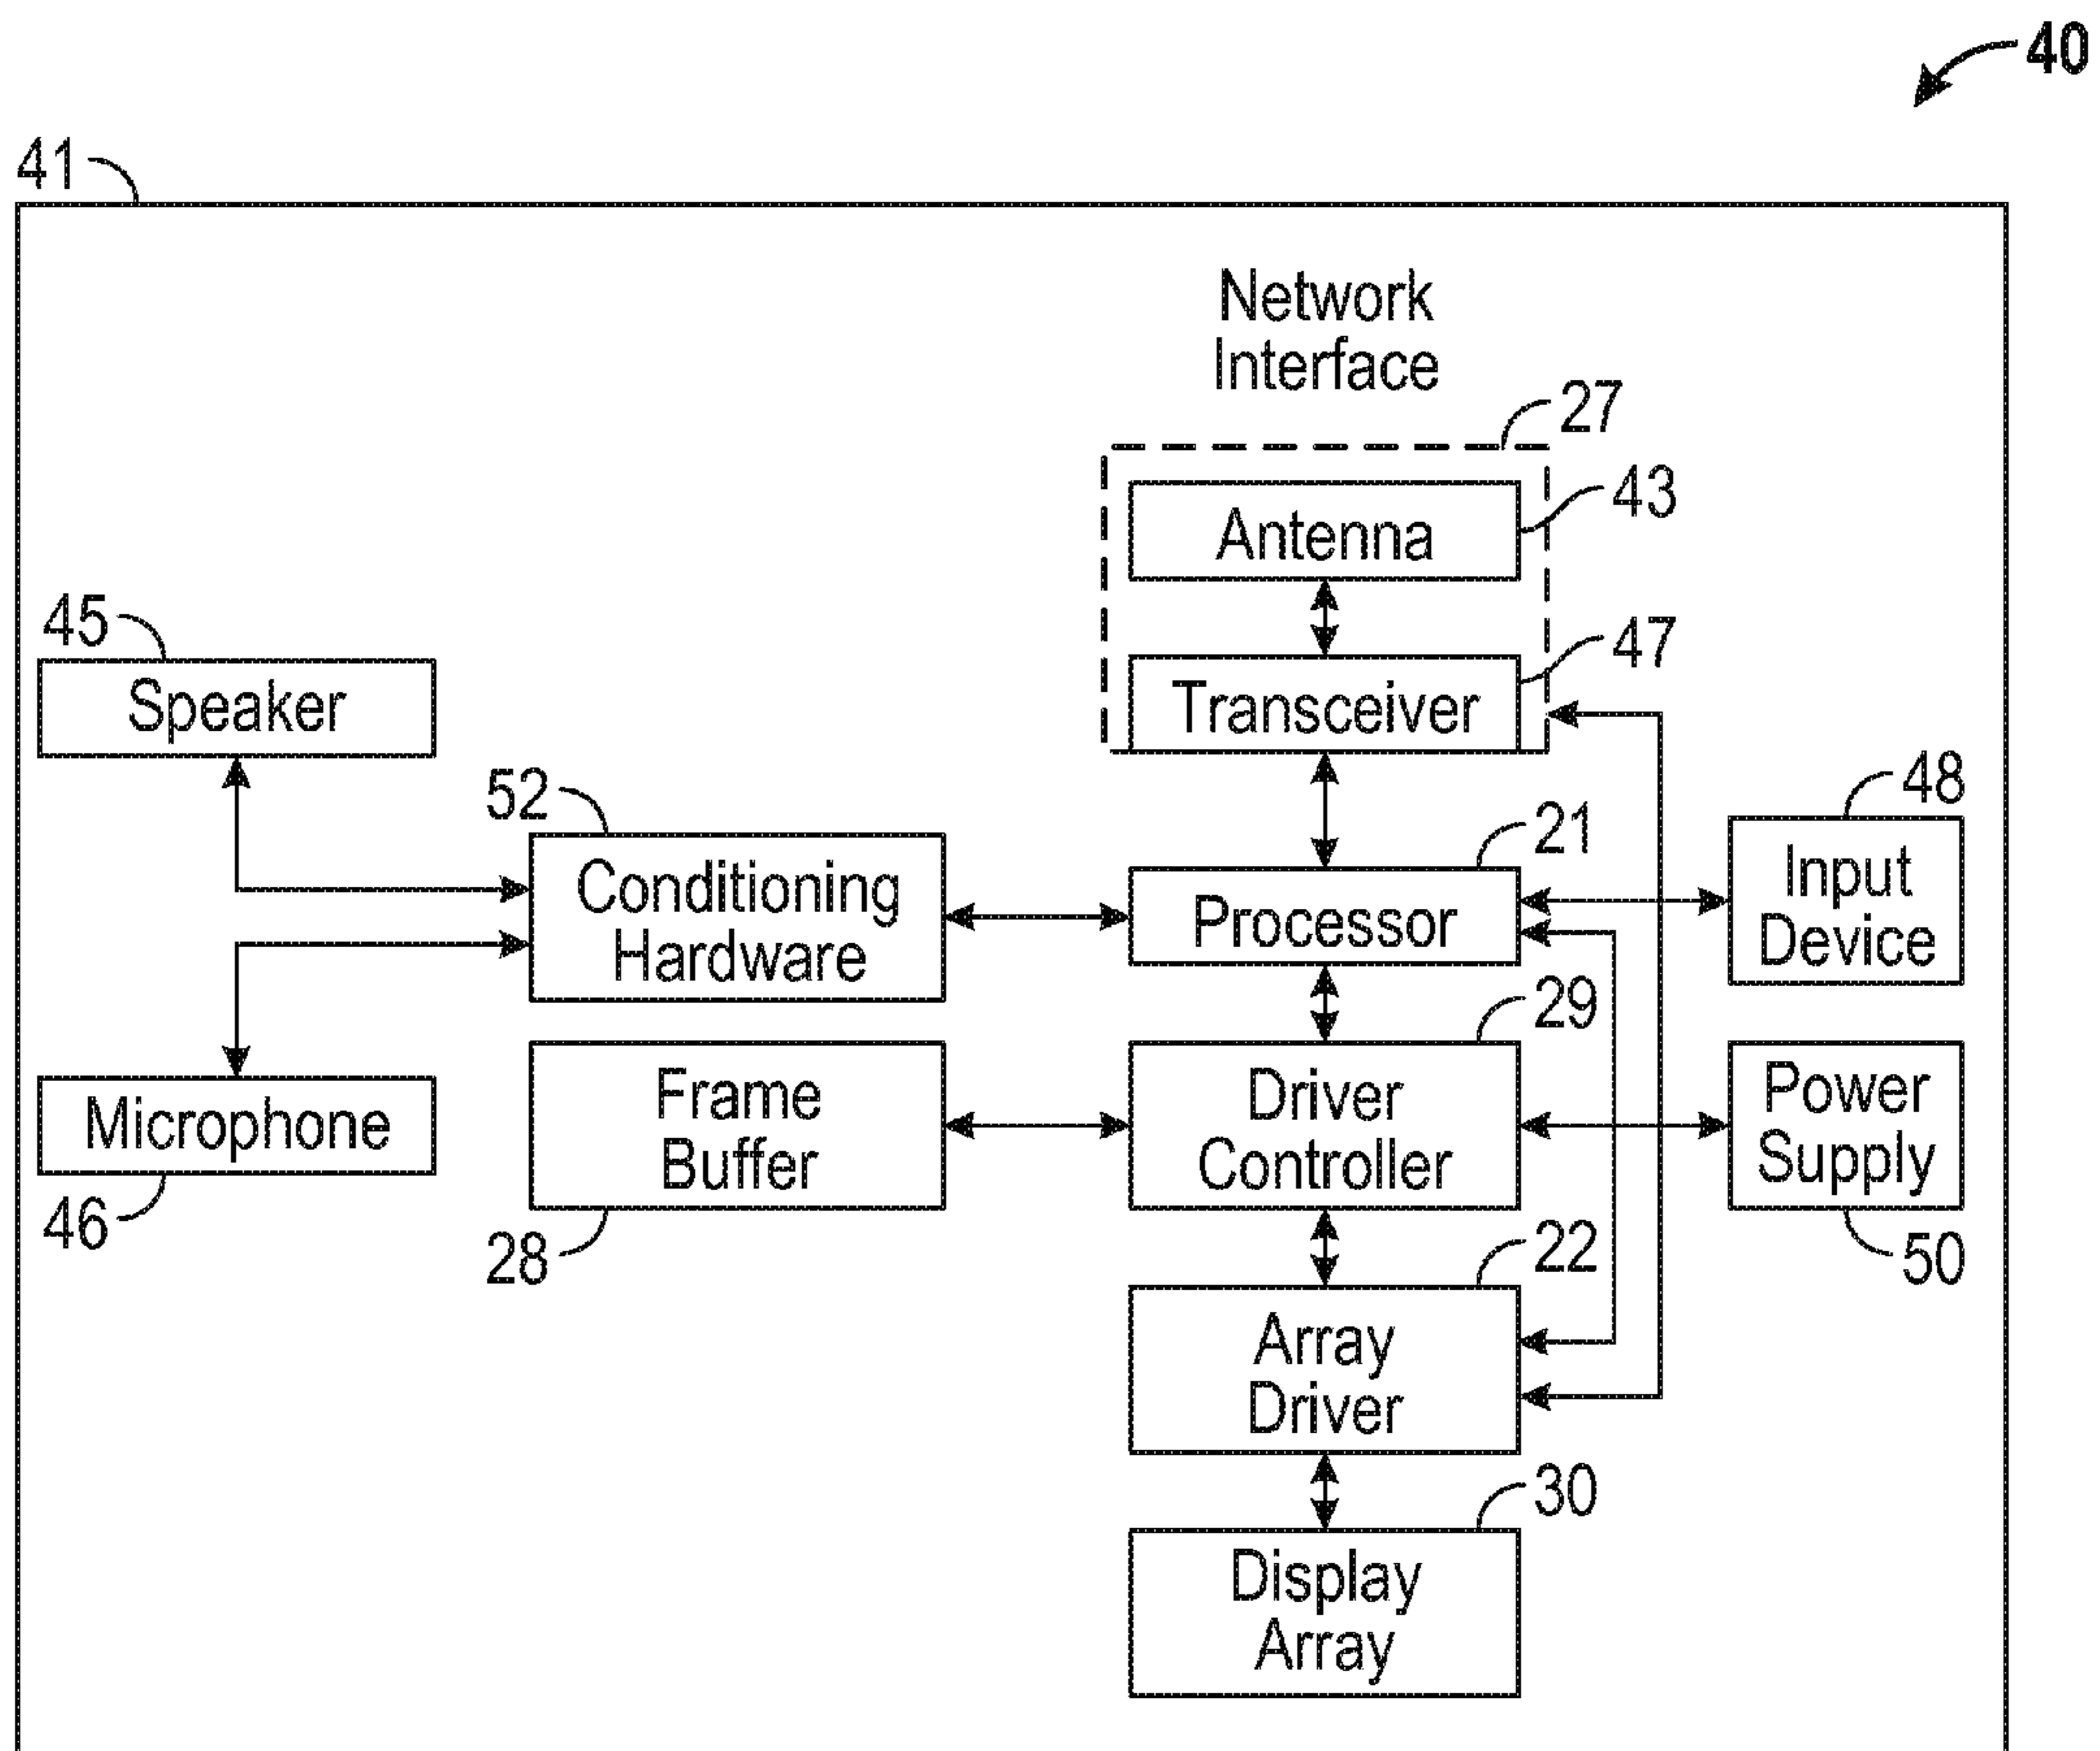 40
41
Network
Interface
27
Antenna
43
45
Speaker
Transceiver
47
52
Conditioning
Hardware
21
Processor
48
Input
Device
Microphone
46
Frame
Buffer
28
29
Driver
Controller
Power
Supply
50
22
Array
Driver
30
Display
Array